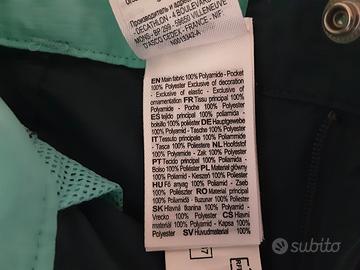 Производитель и адрес
- DECATHLON - 4 BOULEVARD
MONS - BP 299 - 59650 VILLENEUVE
D'ASCQ CEDEX - FRANCE - NIF:
N0013342-A
EN Main fabric 100% Polyamide - Pocket
100% Polyester - Exclusive of decoration
- Exclusive of elastic - Exclusive of
ornamentation FR Tissu principal 100%
Polyamide - Poche 100% Polyester
ES tejido principal 100% Poliamida -
bolsillo 100% poliéster DE Hauptgewebe
100% Polyamid - Tasche 100% Polyester
IT Tessuto principale 100% Poliammide
- Tasca 100% Poliestere NL Hoofdstof
100% Polyamide - Zak 100% Polyester
PT Tecido principal 100% Poliamida -
Bolso 100% Poliéster PL Materiał główny
100% Poliamid - Kieszeń 100% Poliester
HU Fő anyag 100% Poliamid - Zseb
100% Poliészter RO Material principal
100% Poliamidă - Buzunar 100% Poliester
SK Hlavná tkanina 100% Polyamid -
Vrecko 100% Polyester CS Hlavní
materiál 100% Polyamid - Kapsa 100%
Polyester SV Huvudmaterial 100%
subito